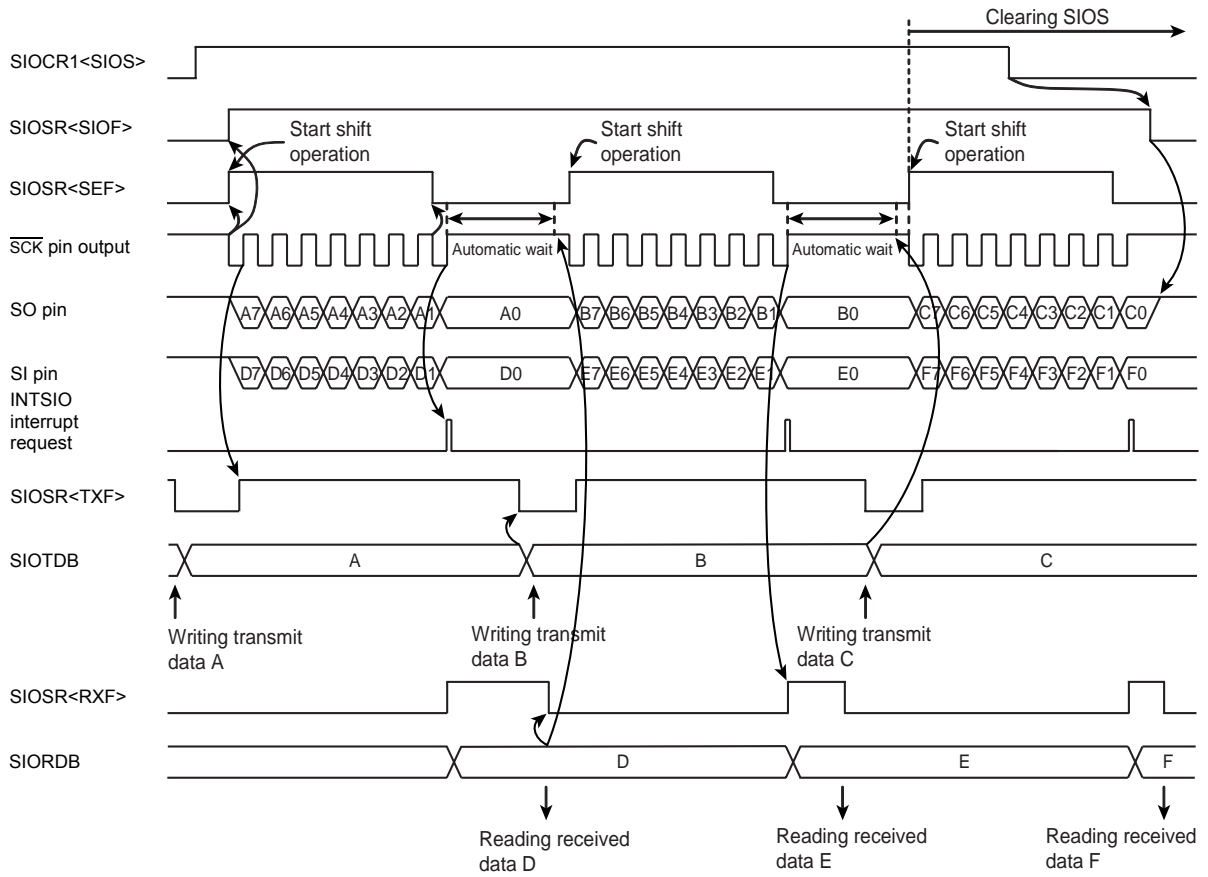 Clearing SIOS
SIOCR1<SIOS>
SIOSR<SIOF>
Start shift
operation
Start shift
operation
Start shift
operation
SIOSR<SEF>
SCK pin output
Automatic wait
Automatic wait
SO pin
A7 A6 A5 A4 A3 A2 A1 A0 B7 B6 B5 B4 B3 B2 B1 B0 C7 C6 C5 C4 C3 C2 C1 C0
SI pin
D7 D6 D5 D4 D3 D2 D1 D0 E7 E6 E5 E4 E3 E2 E1 E0 F7 F6 F5 F4 F3 F2 F1 F0
INTSIO
interrupt
request
SIOSR<TXF>
SIOTDB
A B C
Writing transmit
data A
Writing transmit
data B
Writing transmit
data C
SIOSR<RXF>
SIORDB
D E F
Reading received
data D
Reading received
data E
Reading received
data F